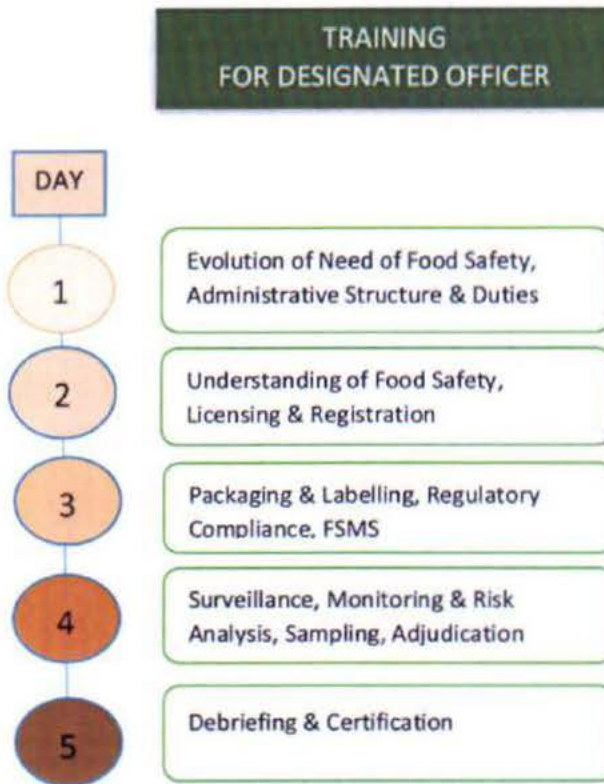 TRAINING
FOR DESIGNATED OFFICER
DAY
1
Evolution of Need of Food Safety,
Administrative Structure & Duties
2
Understanding of Food Safety,
Licensing & Registration
3
Packaging & Labelling, Regulatory
Compliance, FSMS
4
Surveillance, Monitoring & Risk
Analysis, Sampling, Adjudication
5
Debriefing & Certification